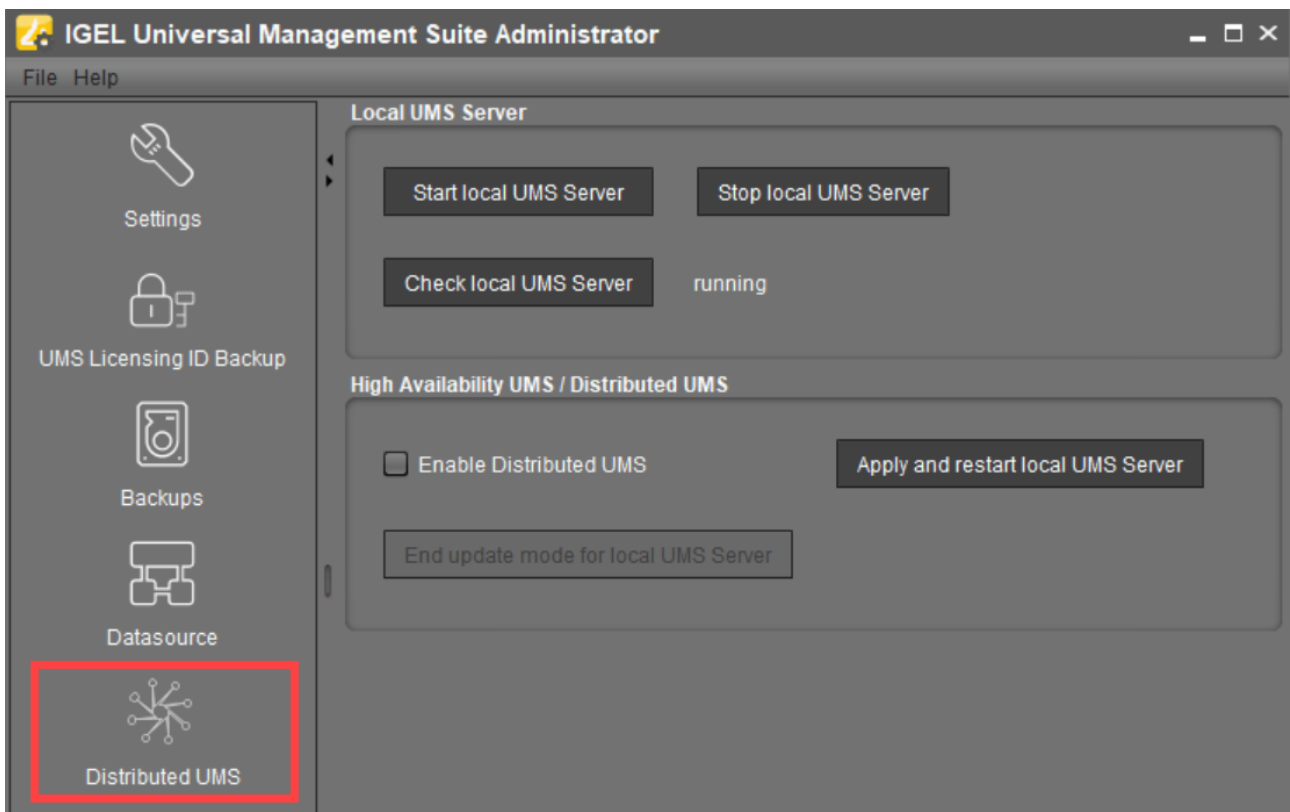 IGEL Universal Management Suite Administrator
File Help
Settings
UMS Licensing ID Backup
Backups
Datasource
Distributed UMS
Local UMS Server
Start local UMS Server Stop local UMS Server
Check local UMS Server running
High Availability UMS / Distributed UMS
Enable Distributed UMS Apply and restart local UMS Server
End update mode for local UMS Server